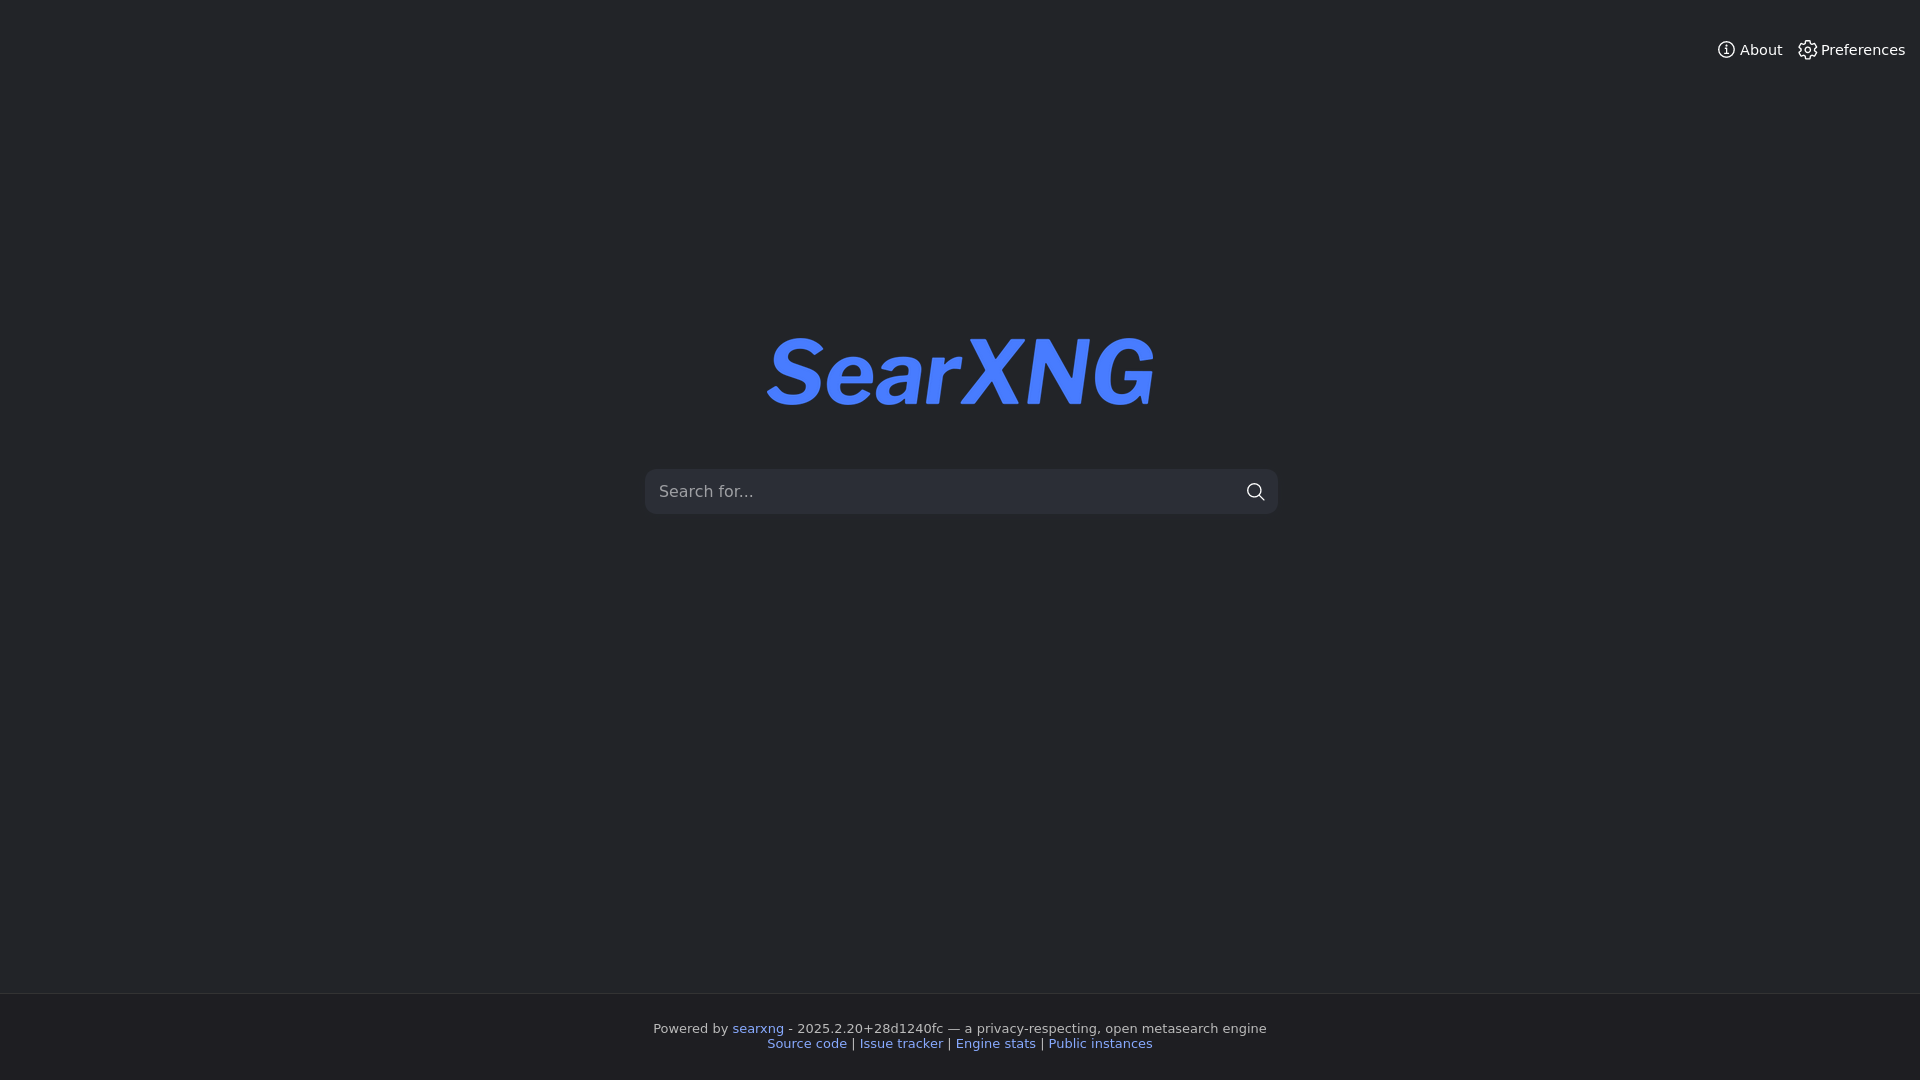 About Preferences
SearXNG
Search for...
Powered by searxng - 2025.2.20+28d1240fc — a privacy-respecting, open metasearch engine
Source code | Issue tracker | Engine stats | Public instances